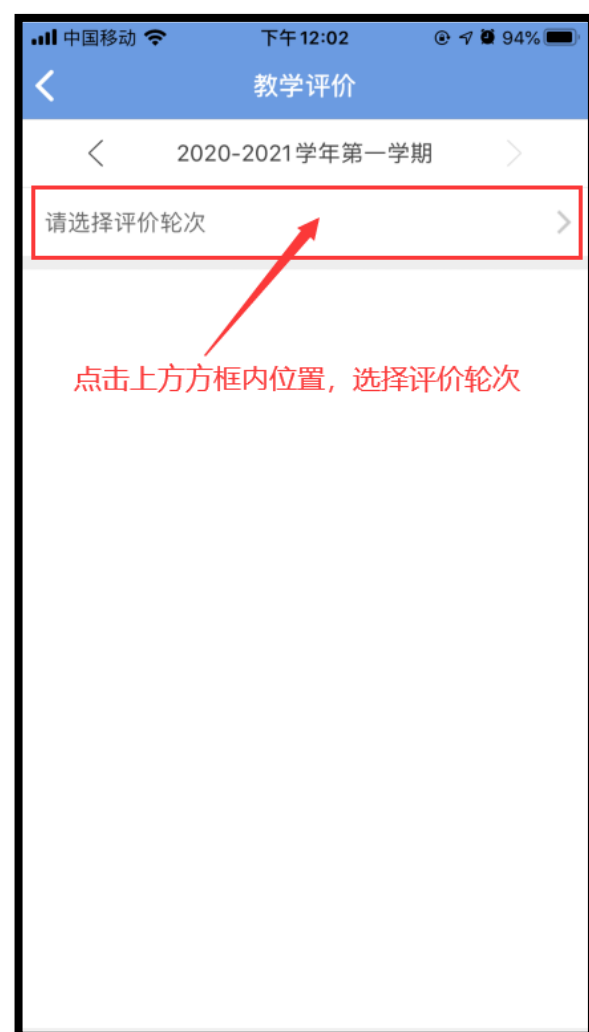 中国移动 下午12:02 94%
教学评价
2020-2021学年第一学期
请选择评价轮次
点击上方方框内位置，选择评价轮次